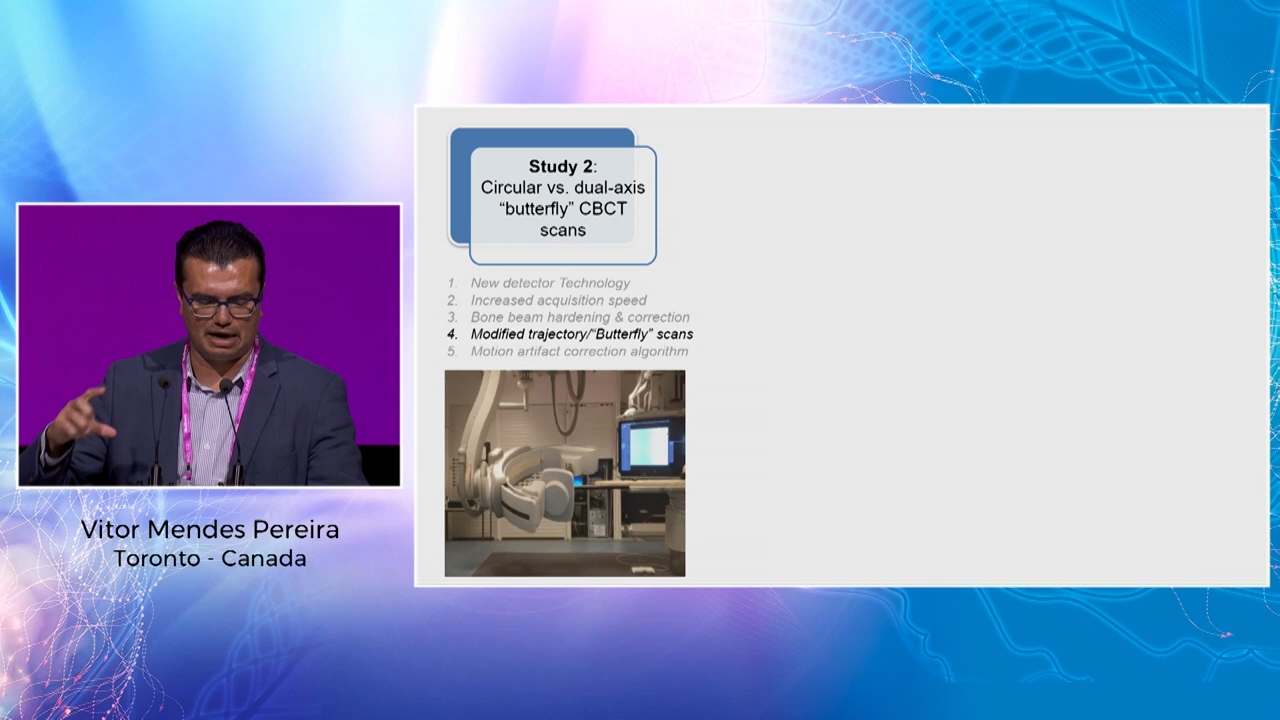 Study 2:
Circular vs. dual-axis
“butterfly” CBCT
scans
1. New detector Technology
2. Increased acquisition speed
3. Bone beam hardening & correction
4. Modified trajectory/“Butterfly” scans
5. Motion artifact correction algorithm
Vitor Mendes Pereira
Toronto - Canada